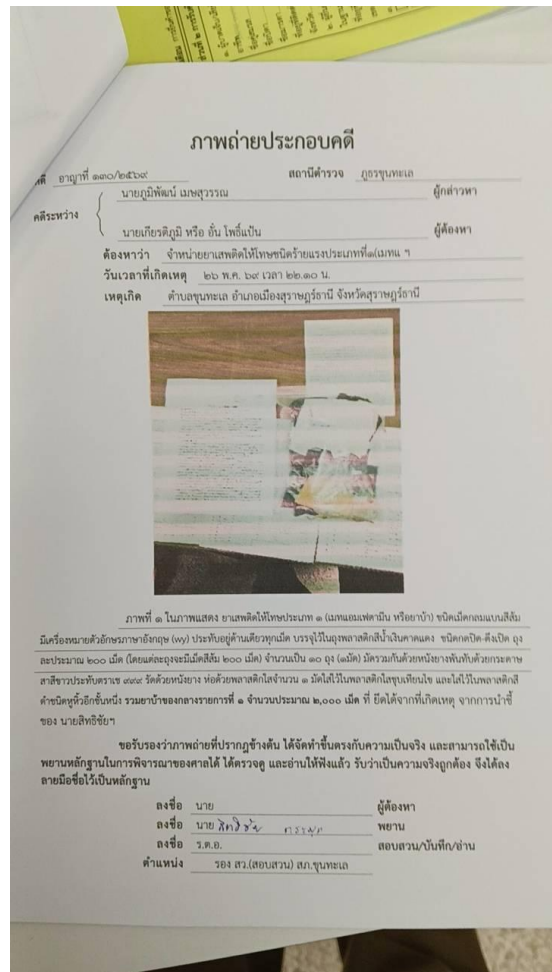 ภาพถ่ายประกอบคดี
คดี อาญาที่ ๑๓๐/๒๕๖๙ สถานีตำรวจ ภูธรขุนทะเล
นายภูมิพัฒน์ เมษสุวรรณ ผู้กล่าวหา
คดีระหว่าง
นายเกียรติภูมิ หรือ อั๋น โพธิ์แป้น ผู้ต้องหา
ต้องหาว่า จำหน่ายยาเสพติดให้โทษชนิดร้ายแรงประเภทที่๑(เมทแ ฯ
วันเวลาที่เกิดเหตุ ๒๖ พ.ค. ๖๙ เวลา ๒๒.๑๐ น.
เหตุเกิด ตำบลขุนทะเล อำเภอเมืองสุราษฎร์ธานี จังหวัดสุราษฎร์ธานี
ภาพที่ ๑ ในภาพแสดง ยาเสพติดให้โทษประเภท ๑ (เมทแอมเฟตามีน หรือยาบ้า) ชนิดเม็ดกลมแบนสีส้ม
มีเครื่องหมายตัวอักษรภาษาอังกฤษ (wy) ประทับอยู่ด้านเดียวทุกเม็ด บรรจุไว้ในถุงพลาสติกสีน้ำเงินคาดแดง ชนิดกดปิด-ดึงเปิด ถุง
ละประมาณ ๒๐๐ เม็ด (โดยแต่ละถุงจะมีเม็ดสีส้ม ๒๐๐ เม็ด) จำนวนเป็น ๑๐ ถุง (๑มัด) มัดรวมกันด้วยหนังยางพันทับด้วยกระดาษ
สาสีขาวประทับตราเข ๙๙๙ รัดด้วยหนังยาง ห่อด้วยพลาสติกใสจำนวน ๑ มัดใส่ไว้ในพลาสติกใสชุบเทียนไข และใส่ไว้ในพลาสติกสี
ดำชนิดหูหิ้วอีกชั้นหนึ่ง รวมยาบ้าของกลางรายการที่ ๑ จำนวนประมาณ ๒,๐๐๐ เม็ด ที่ ยึดได้จากที่เกิดเหตุ จากการนำชี้
ของ นายสิทธิชัยฯ
ขอรับรองว่าภาพถ่ายที่ปรากฏข้างต้น ได้จัดทำขึ้นตรงกับความเป็นจริง และสามารถใช้เป็น
พยานหลักฐานในการพิจารณาของศาลได้ ได้ตรวจดู และอ่านให้ฟังแล้ว รับว่าเป็นความจริงถูกต้อง จึงได้ลง
ลายมือชื่อไว้เป็นหลักฐาน
ลงชื่อ นาย ผู้ต้องหา
ลงชื่อ นาย สิทธิชัย พยาน
ลงชื่อ ร.ต.อ. สอบสวน/บันทึก/อ่าน
ตำแหน่ง รอง สว.(สอบสวน) สภ.ขุนทะเล